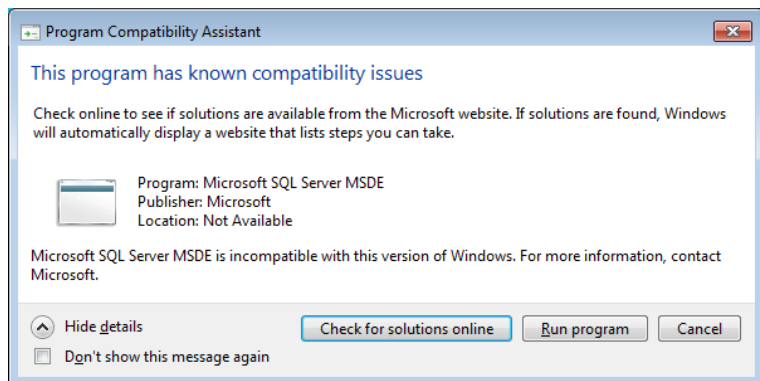 Program Compatibility Assistant
This program has known compatibility issues
Check online to see if solutions are available from the Microsoft website. If solutions are found, Windows
will automatically display a website that lists steps you can take.
Program: Microsoft SQL Server MSDE
Publisher: Microsoft
Location: Not Available
Microsoft SQL Server MSDE is incompatible with this version of Windows. For more information, contact
Microsoft.
Hide details
Check for solutions online
Run program
Cancel
Don't show this message again